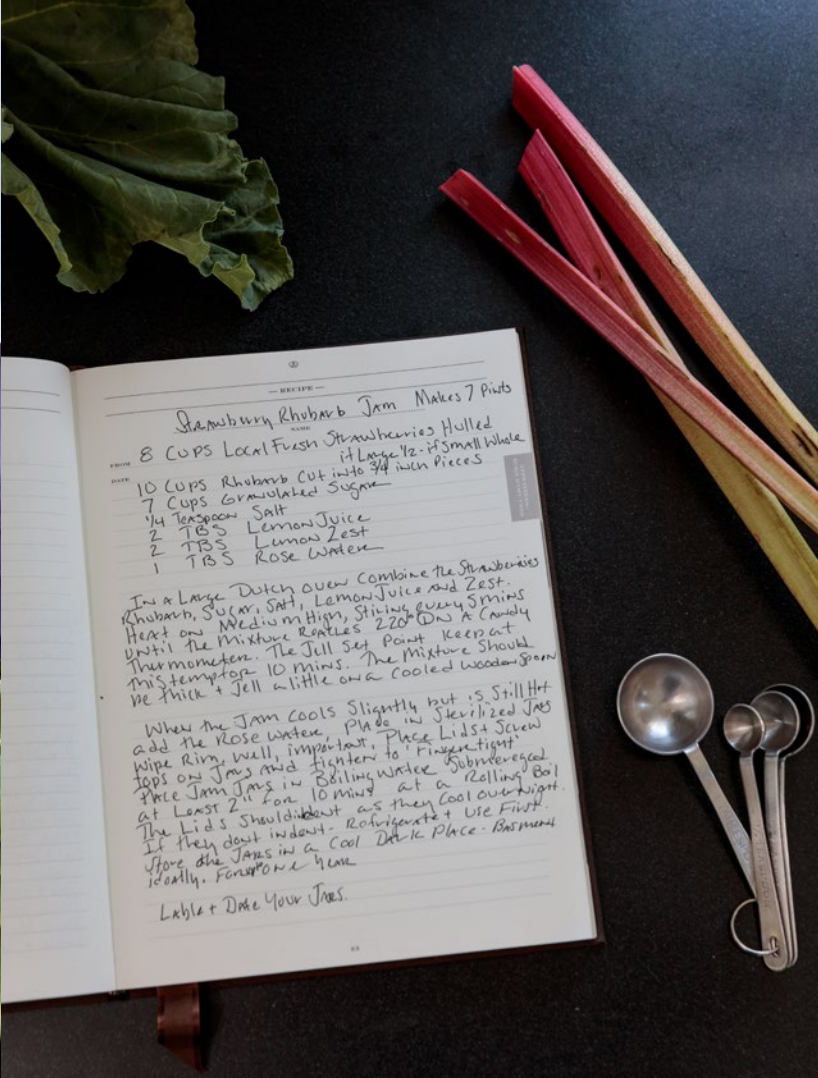 RECIPE
Strawberry Rhubarb Jam Makes 7 Pints
NAME
FROM 8 Cups Local Fresh Strawberries Hulled
if Large 1/2 - if Small Whole
DATE
10 Cups Rhubarb Cut into 3/4 inch Pieces
7 Cups Granulated Sugar
1/4 Teaspoon Salt
2 TBS Lemon Juice
2 TBS Lemon Zest
1 TBS Rose Water
In a Large Dutch oven Combine the Strawberries
Rhubarb, Sugar, Salt, Lemon Juice and Zest.
Heat on Medium High, Stiring every 5 mins
until the Mixture Reaches 220° On A Candy
Thermometer. The Jell Set Point Keep at
this temp for 10 mins. The Mixture Should
be thick + Jell a little on a Cooled Wooden Spoon
When the Jam Cools Slightly but is Still Hot
add the Rose Water, Place in Sterilized Jars
Wipe Rim, well, important, Place Lids + Screw
tops on Jars and tighten to "Finger tight"
Place Jam Jars in Boiling Water Submereged
at Least 2" for 10 mins at a Rolling Boil
The Lids Should indent as they Cool overnight.
If they dont indent - Refrigerate + Use First.
Store the Jars in a Cool Dark Place - Basment
ideally. For up to one year
Lable + Date Your Jars.